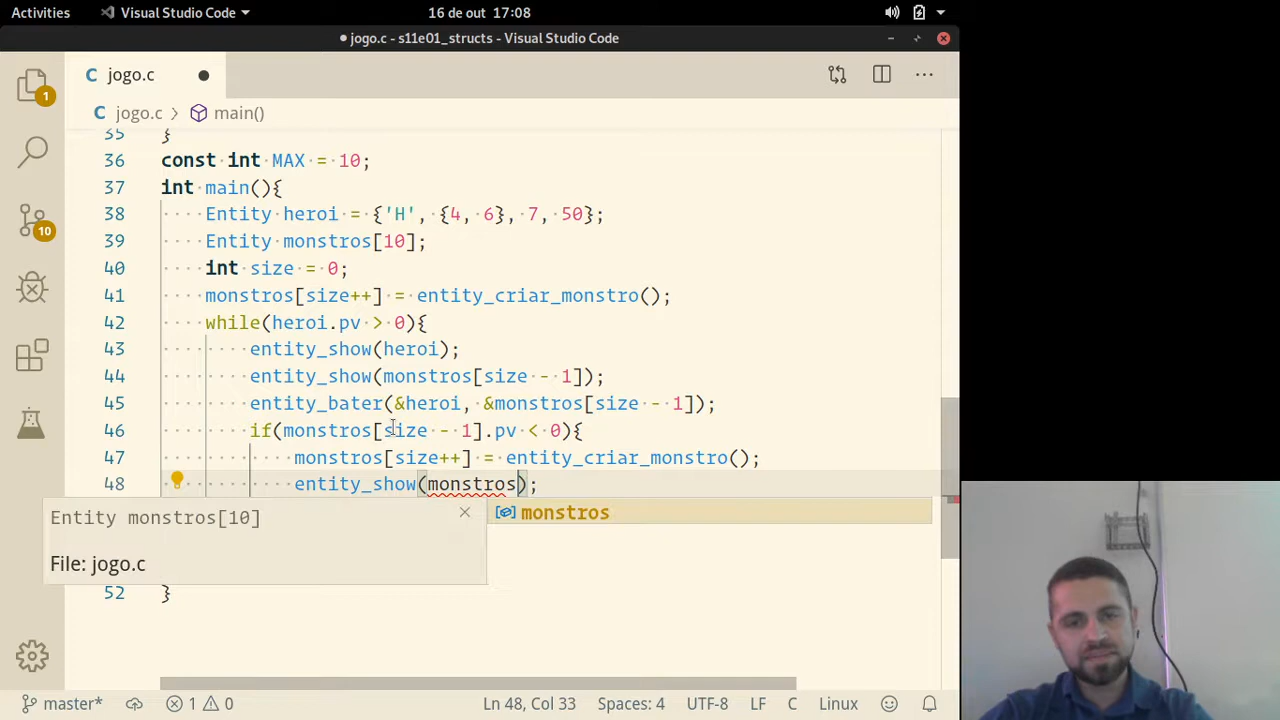 Activities Visual Studio Code 16 de out 17:08
● jogo.c - s11e01_structs - Visual Studio Code
C jogo.c ●
C jogo.c > main()
35 }
36 const int MAX = 10;
37 int main(){
38 Entity heroi = {'H', {4, 6}, 7, 50};
39 Entity monstros[10];
40 int size = 0;
41 monstros[size++] = entity_criar_monstro();
42 while(heroi.pv > 0){
43 entity_show(heroi);
44 entity_show(monstros[size - 1]);
45 entity_bater(&heroi, &monstros[size - 1]);
46 if(monstros[size - 1].pv < 0){
47 monstros[size++] = entity_criar_monstro();
48 entity_show(monstros);
Entity monstros[10]
File: jogo.c
monstros
52 }
1
10
master* 1 0 Ln 48, Col 33 Spaces: 4 UTF-8 LF C Linux